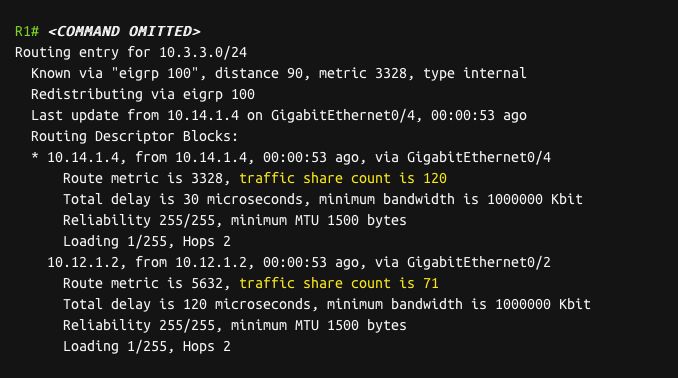 R1# <COMMAND OMITTED>
Routing entry for 10.3.3.0/24
Known via "eigrp 100", distance 90, metric 3328, type internal
Redistributing via eigrp 100
Last update from 10.14.1.4 on GigabitEthernet0/4, 00:00:53 ago
Routing Descriptor Blocks:
* 10.14.1.4, from 10.14.1.4, 00:00:53 ago, via GigabitEthernet0/4
Route metric is 3328, traffic share count is 120
Total delay is 30 microseconds, minimum bandwidth is 1000000 Kbit
Reliability 255/255, minimum MTU 1500 bytes
Loading 1/255, Hops 2
10.12.1.2, from 10.12.1.2, 00:00:53 ago, via GigabitEthernet0/2
Route metric is 5632, traffic share count is 71
Total delay is 120 microseconds, minimum bandwidth is 1000000 Kbit
Reliability 255/255, minimum MTU 1500 bytes
Loading 1/255, Hops 2